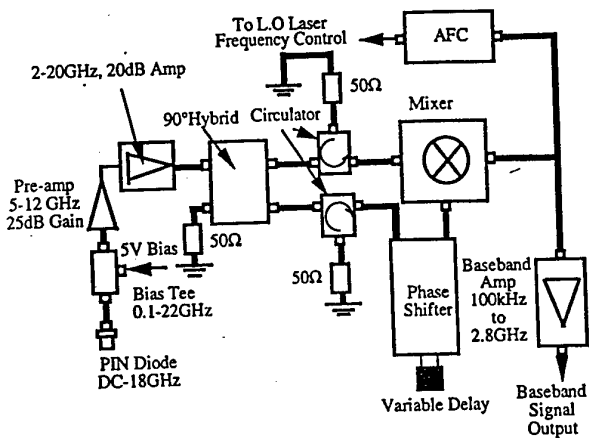 To L.O Laser
Frequency Control
AFC
2-20GHz, 20dB Amp
50Ω
90°Hybrid
Circulator
Mixer
Pre-amp
5-12 GHz
25dB Gain
5V Bias
50Ω
Bias Tee
0.1-22GHz
50Ω
Phase
Shifter
Baseband
Amp
100kHz
to
2.8GHz
PIN Diode
DC-18GHz
Variable Delay
Baseband
Signal
Output